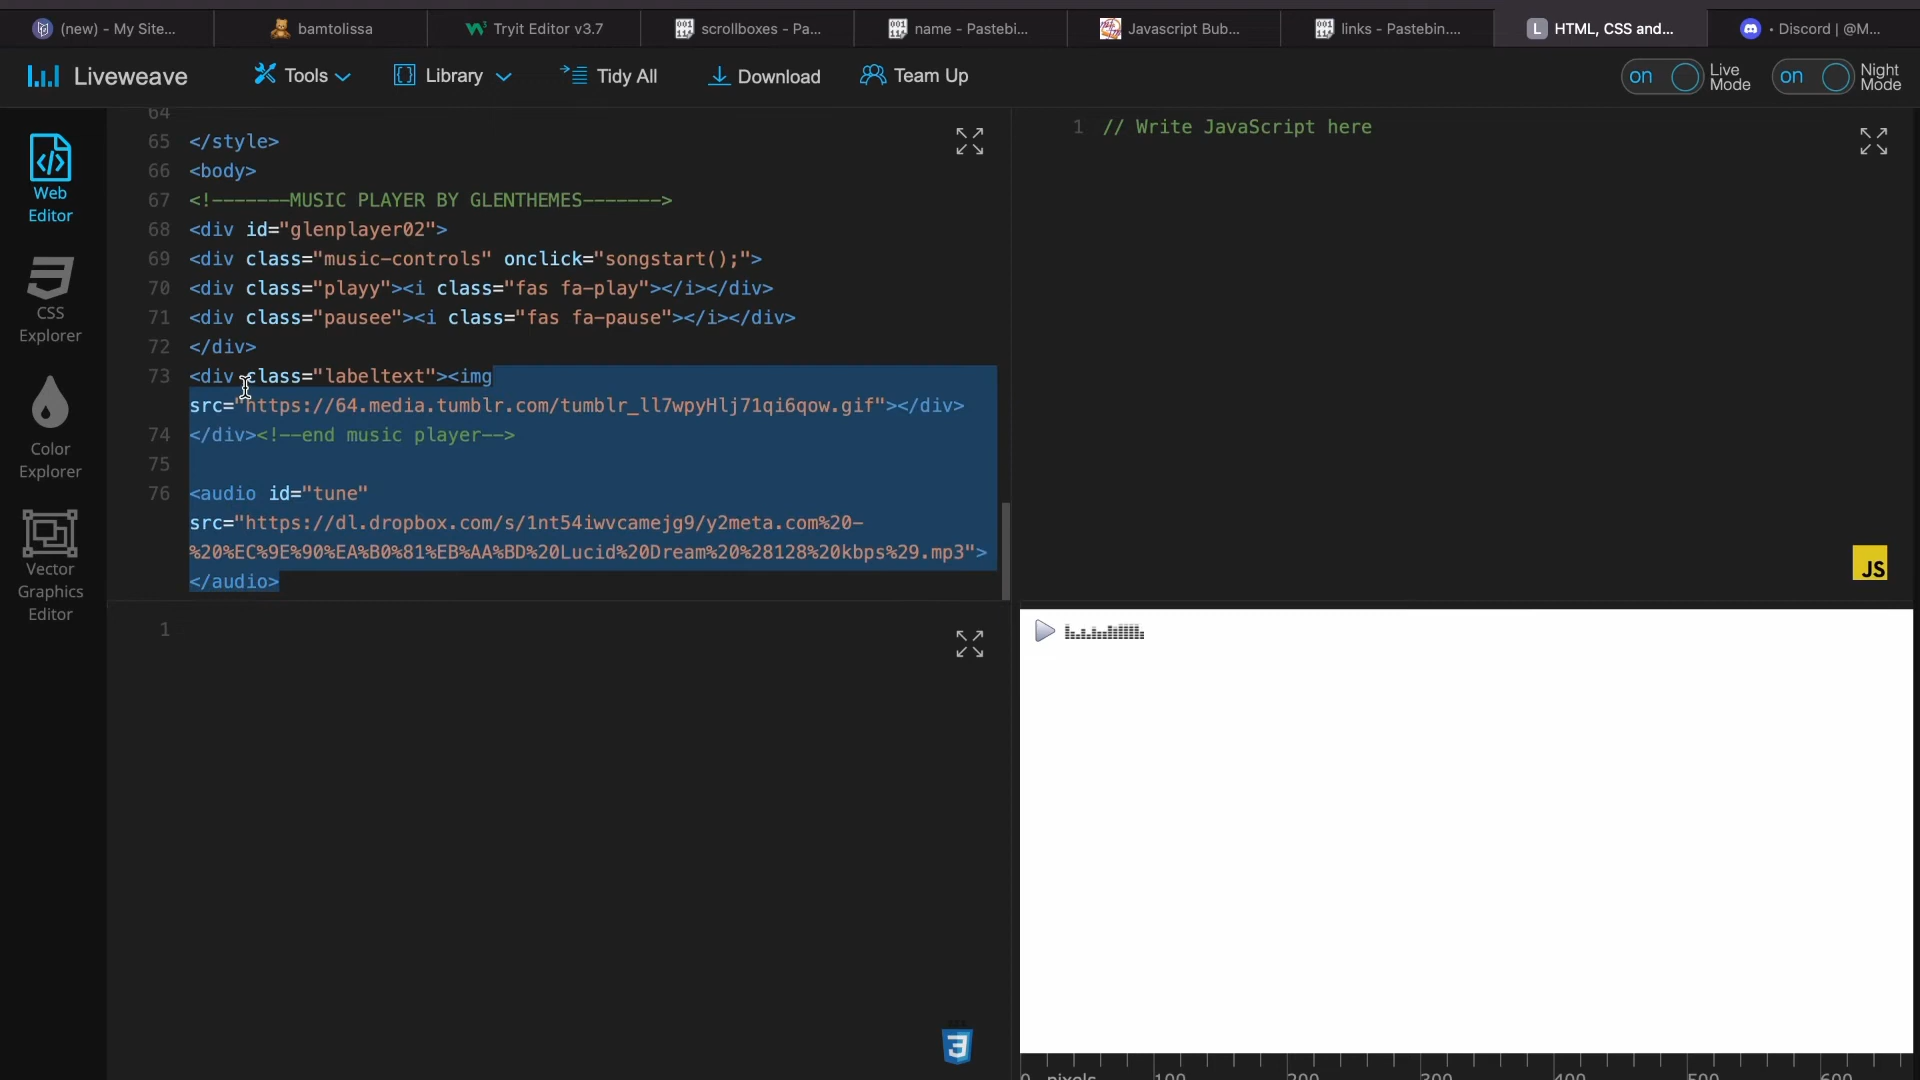 (new) - My Site...
bamtolissa
Tryit Editor v3.7
scrollboxes - Pa...
name - Pastebi...
Javascript Bub...
links - Pastebin....
L HTML, CSS and...
• Discord | @M...
Liveweave
Tools
Library
Tidy All
Download
Team Up
on Live Mode
on Night Mode
Web Editor
CSS Explorer
Color Explorer
Vector Graphics Editor
64
65 </style>
66 <body>
67 <!-------MUSIC PLAYER BY GLENTHEMES------->
68 <div id="glenplayer02">
69 <div class="music-controls" onclick="songstart();">
70 <div class="playy"><i class="fas fa-play"></i></div>
71 <div class="pausee"><i class="fas fa-pause"></i></div>
72 </div>
73 <div class="labeltext"><img
src="https://64.media.tumblr.com/tumblr_ll7wpyHlj71qi6qow.gif"></div>
74 </div><!--end music player-->
75
76 <audio id="tune"
src="https://dl.dropbox.com/s/1nt54iwvcamejg9/y2meta.com%20-
%20%EC%9E%90%EA%B0%81%EB%AA%BD%20Lucid%20Dream%20%28128%20kbps%29.mp3">
</audio>
1 // Write JavaScript here
JS
1
3
0 pixels 100 200 300 400 500 600